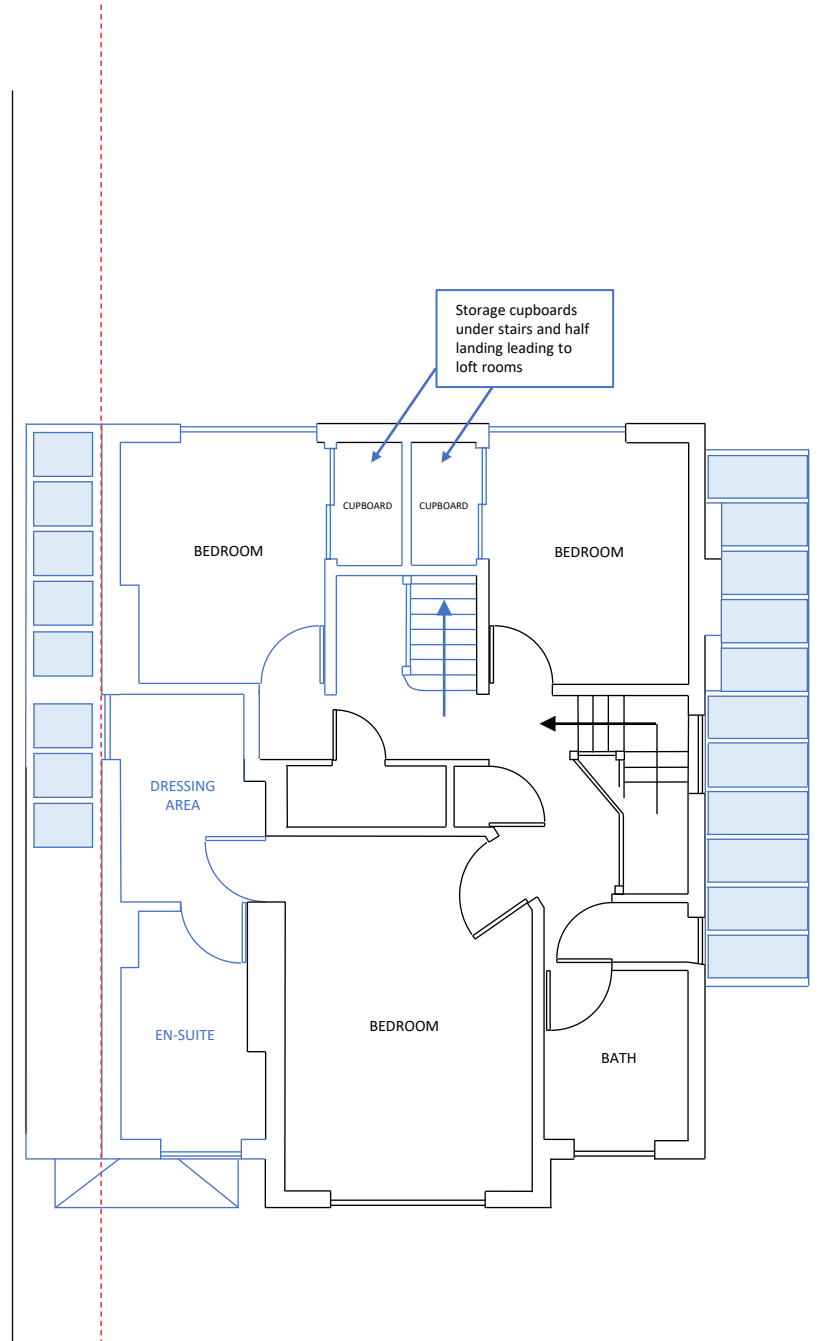 Storage cupboards
under stairs and half
landing leading to
loft rooms
CUPBOARD
CUPBOARD
BEDROOM
BEDROOM
DRESSING
AREA
EN-SUITE
BEDROOM
BATH